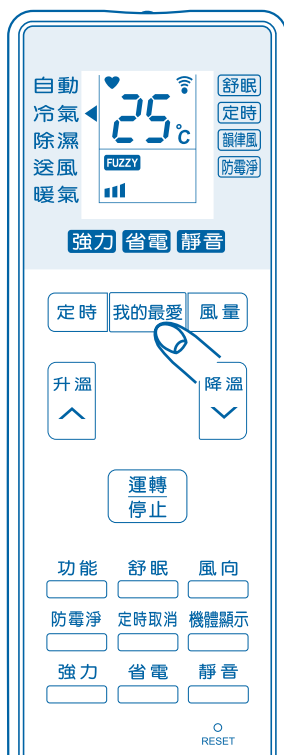 自動
冷氣
除濕
送風
暖氣
25℃
FUZZY
舒眠
定時
韻律風
防霉淨
強力 省電 靜音
定時 我的最愛 風量
升溫 降溫
運轉
停止
功能 舒眠 風向
防霉淨 定時取消 機體顯示
強力 省電 靜音
RESET